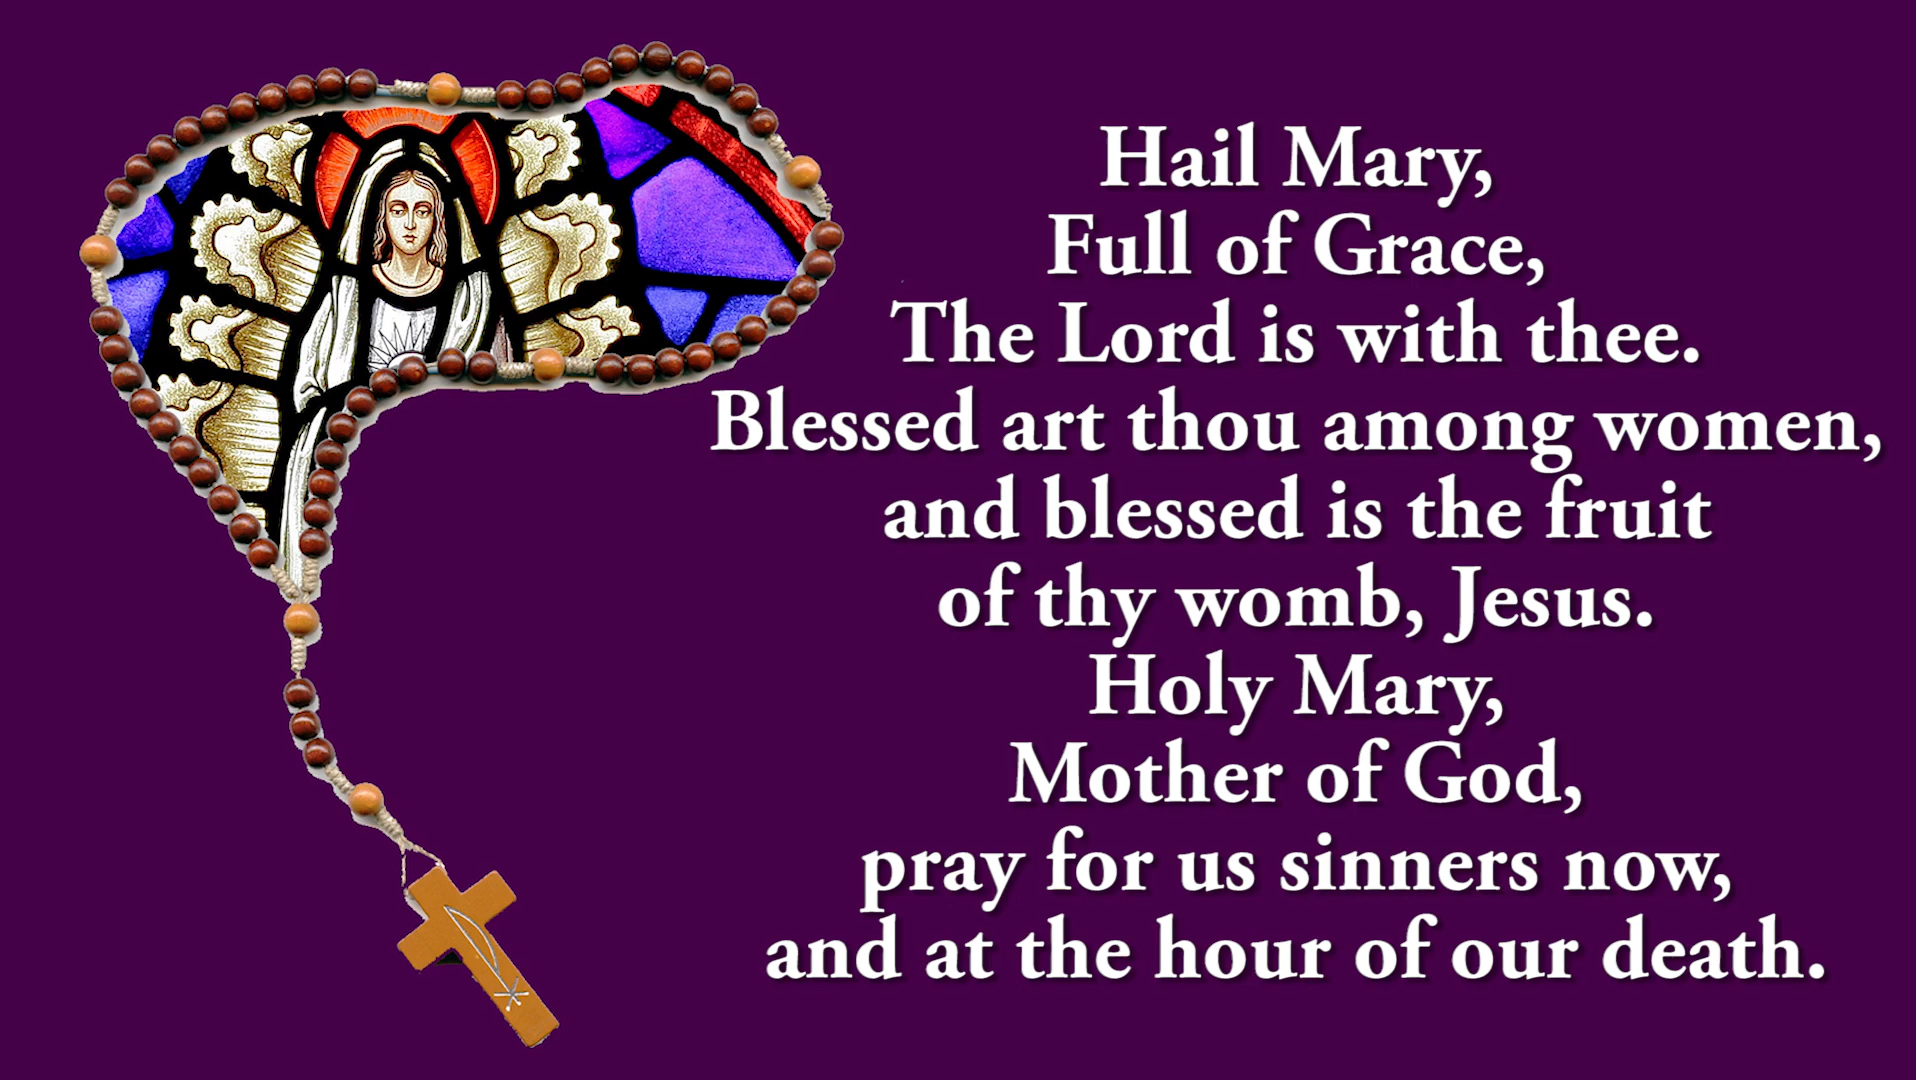 Hail Mary,
Full of Grace,
The Lord is with thee.
Blessed art thou among women,
and blessed is the fruit
of thy womb, Jesus.
Holy Mary,
Mother of God,
pray for us sinners now,
and at the hour of our death.